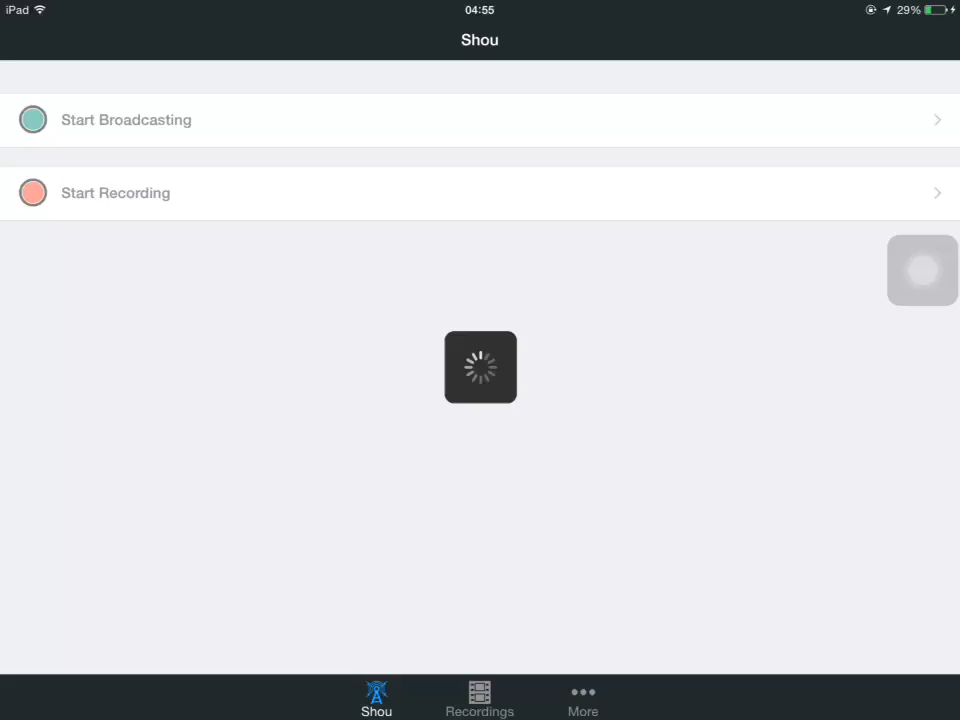 iPad
04:55
29%
Shou
Start Broadcasting
Start Recording
Shou
Recordings
More